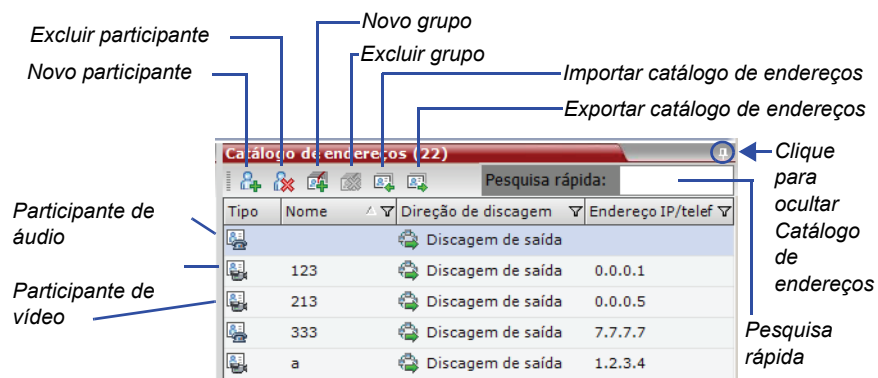 Novo grupo
Excluir participante
Excluir grupo
Novo participante
Importar catálogo de endereços
Exportar catálogo de endereços
Catálogo de endereços (22)
Clique
para
ocultar
Catálogo
de
endereços
Pesquisa rápida:
Tipo Nome Direção de discagem Endereço IP/telef
Participante de
áudio
Discagem de saída
123 Discagem de saída 0.0.0.1
Participante de
vídeo
213 Discagem de saída 0.0.0.5
333 Discagem de saída 7.7.7.7
a Discagem de saída 1.2.3.4
Pesquisa
rápida